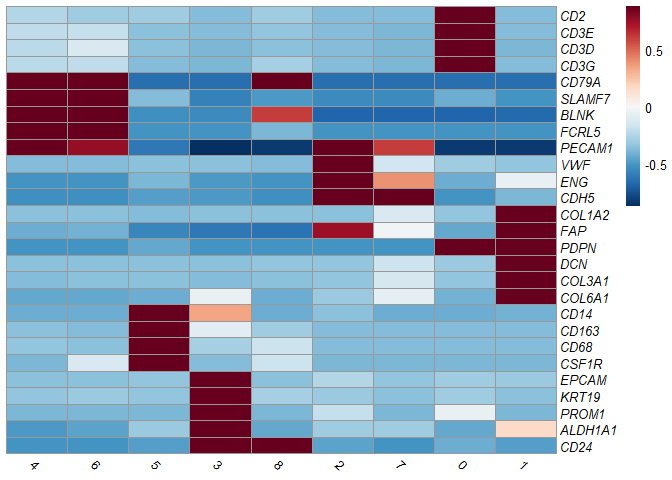 CD2
CD3E
CD3D
CD3G
CD79A
SLAMF7
BLNK
FCRL5
PECAM1
VWF
ENG
CDH5
COL1A2
FAP
PDPN
DCN
COL3A1
COL6A1
CD14
CD163
CD68
CSF1R
EPCAM
KRT19
PROM1
ALDH1A1
CD24
4 6 5 3 8 2 7 0 1
0.5
0
-0.5